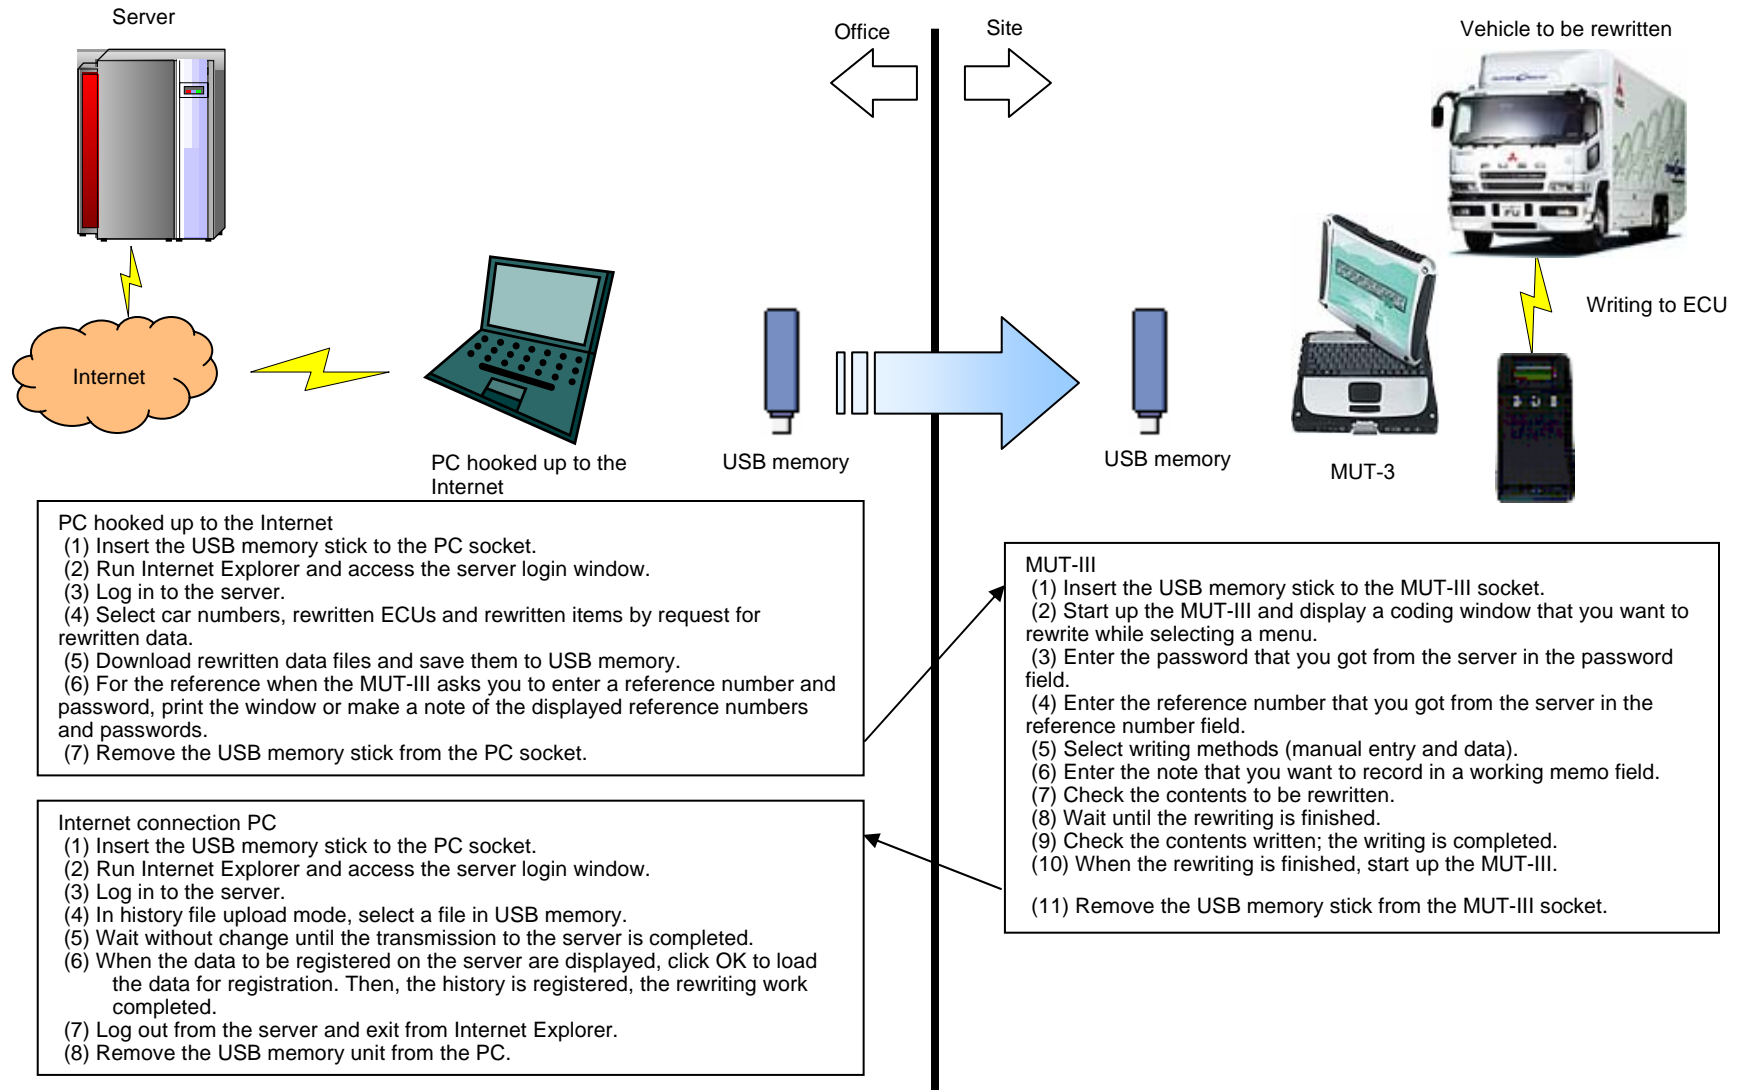 Server
Office
Site
Vehicle to be rewritten
FUSO
FU
Writing to ECU
Internet
PC hooked up to the
Internet
USB memory
USB memory
MUT-3
PC hooked up to the Internet
(1) Insert the USB memory stick to the PC socket.
(2) Run Internet Explorer and access the server login window.
(3) Log in to the server.
(4) Select car numbers, rewritten ECUs and rewritten items by request for
rewritten data.
(5) Download rewritten data files and save them to USB memory.
(6) For the reference when the MUT-III asks you to enter a reference number and
password, print the window or make a note of the displayed reference numbers
and passwords.
(7) Remove the USB memory stick from the PC socket.
MUT-III
(1) Insert the USB memory stick to the MUT-III socket.
(2) Start up the MUT-III and display a coding window that you want to
rewrite while selecting a menu.
(3) Enter the password that you got from the server in the password
field.
(4) Enter the reference number that you got from the server in the
reference number field.
(5) Select writing methods (manual entry and data).
(6) Enter the note that you want to record in a working memo field.
(7) Check the contents to be rewritten.
(8) Wait until the rewriting is finished.
(9) Check the contents written; the writing is completed.
(10) When the rewriting is finished, start up the MUT-III.
(11) Remove the USB memory stick from the MUT-III socket.
Internet connection PC
(1) Insert the USB memory stick to the PC socket.
(2) Run Internet Explorer and access the server login window.
(3) Log in to the server.
(4) In history file upload mode, select a file in USB memory.
(5) Wait without change until the transmission to the server is completed.
(6) When the data to be registered on the server are displayed, click OK to load
the data for registration. Then, the history is registered, the rewriting work
completed.
(7) Log out from the server and exit from Internet Explorer.
(8) Remove the USB memory unit from the PC.